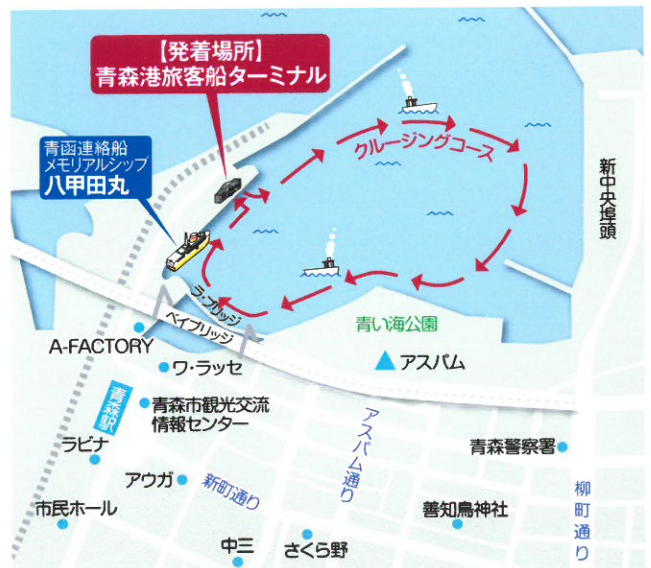 【発着場所】
青森港旅客船ターミナル
青函連絡船
メモリアルシップ
八甲田丸
クルージングコース
新中央埠頭
ラ・ブリッジ
ベイブリッジ
青い海公園
A-FACTORY
アスパム
ワ・ラッセ
青森駅
青森市観光交流
情報センター
アスパム通り
ラビナ
青森警察署
アウガ
新町通り
柳町通り
市民ホール
善知鳥神社
中三
さくら野